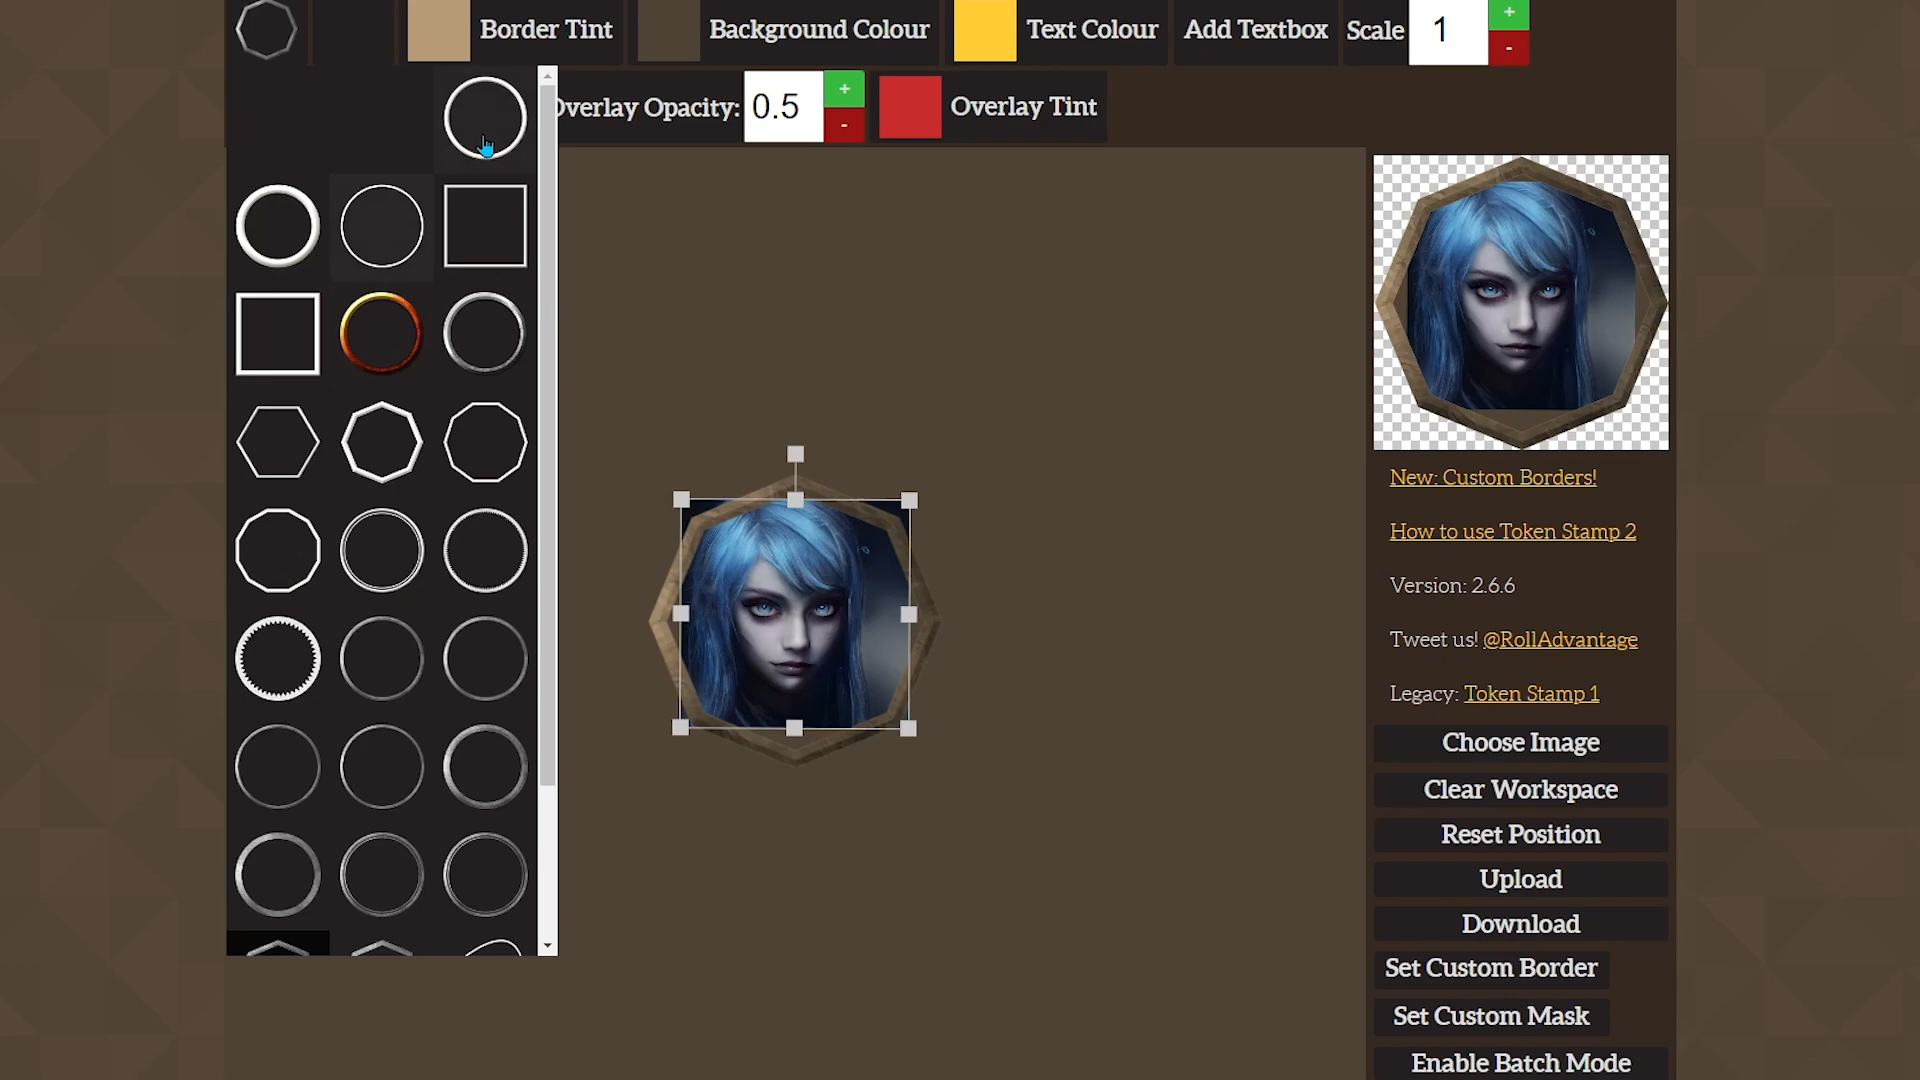 Border Tint
Background Colour
Text Colour
Add Textbox
Scale
1
+
-
Overlay Opacity:
0.5
+
-
Overlay Tint
New: Custom Borders!
How to use Token Stamp 2
Version: 2.6.6
Tweet us! @RollAdvantage
Legacy: Token Stamp 1
Choose Image
Clear Workspace
Reset Position
Upload
Download
Set Custom Border
Set Custom Mask
Enable Batch Mode